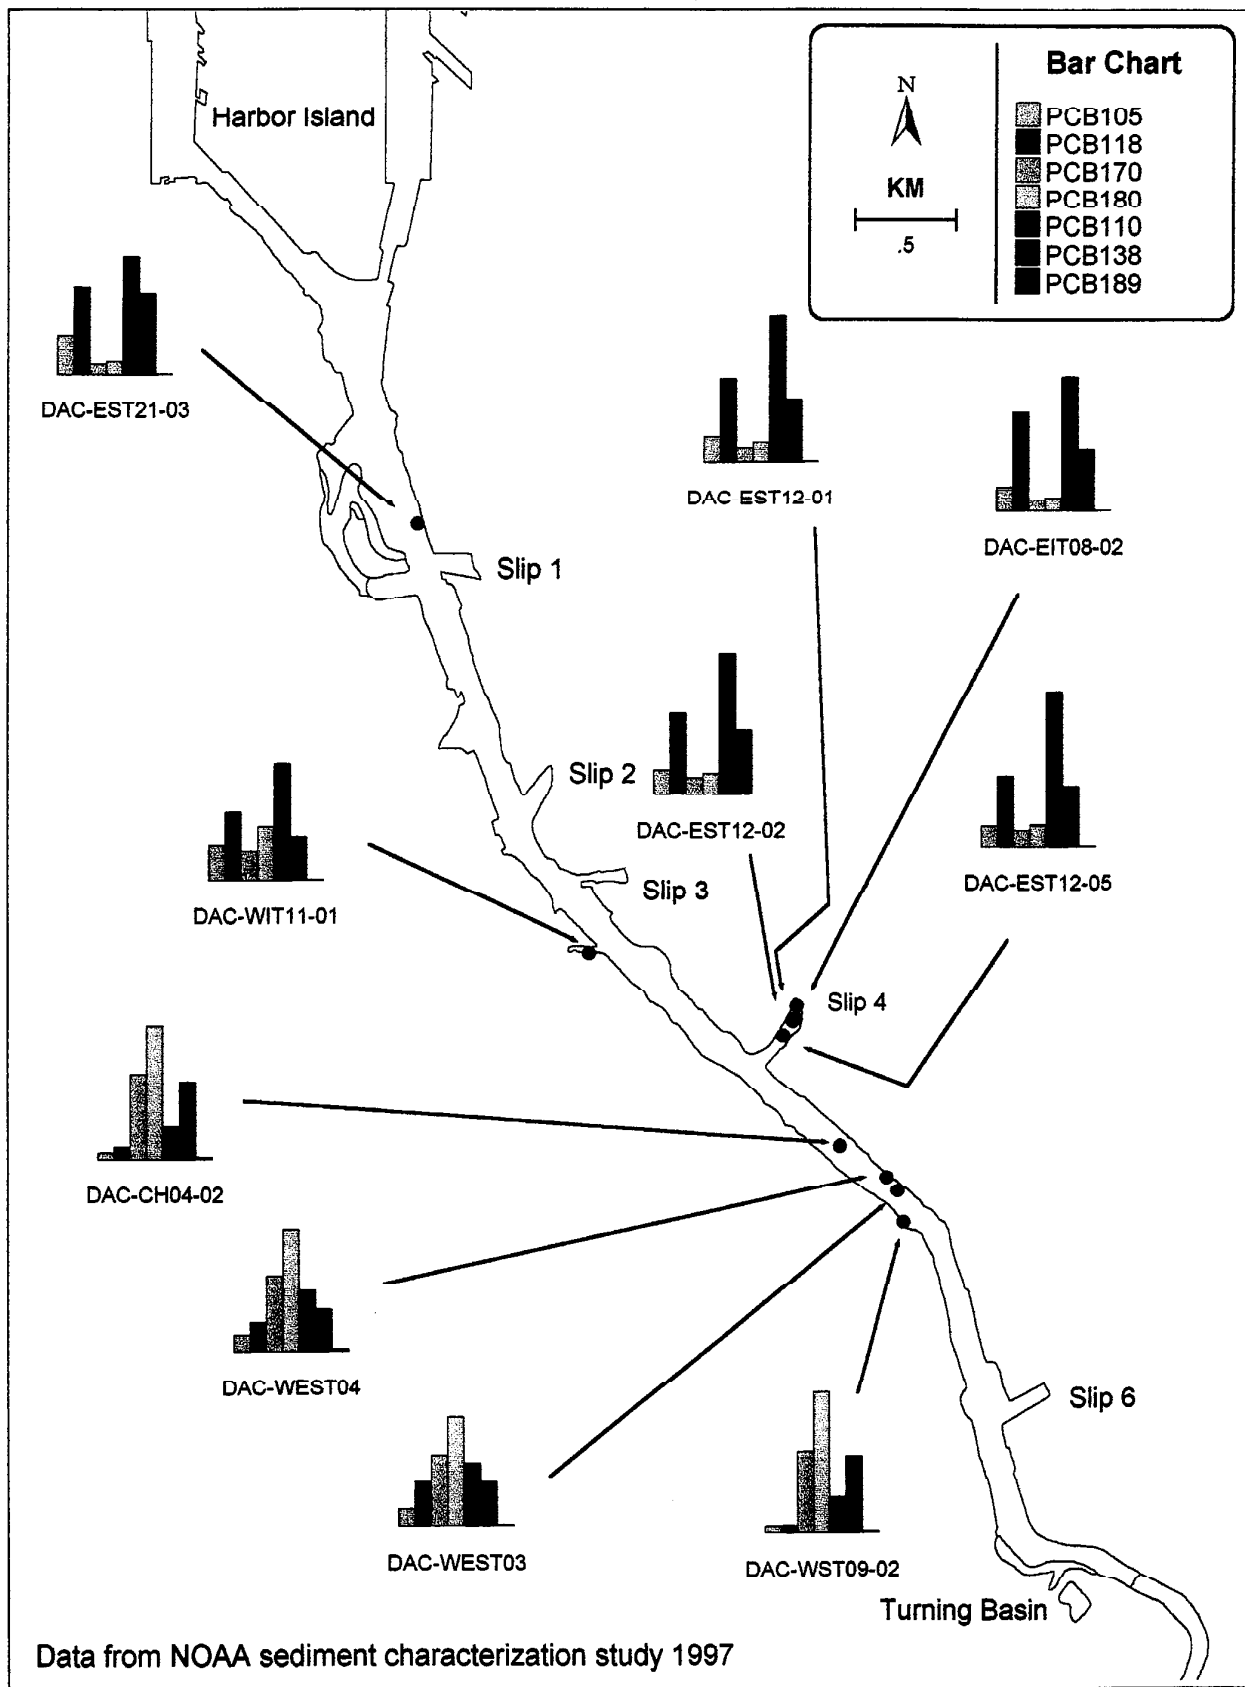 Harbor Island
Bar Chart
N
KM
.5
PCB105
PCB118
PCB170
PCB180
PCB110
PCB138
PCB189
DAC-EST21-03
DAC EST12-01
DAC-EIT08-02
Slip 1
Slip 2
DAC-EST12-02
DAC-EST12-05
Slip 3
DAC-WIT11-01
Slip 4
DAC-CH04-02
DAC-WEST04
Slip 6
DAC-WEST03
DAC-WST09-02
Turning Basin
Data from NOAA sediment characterization study 1997